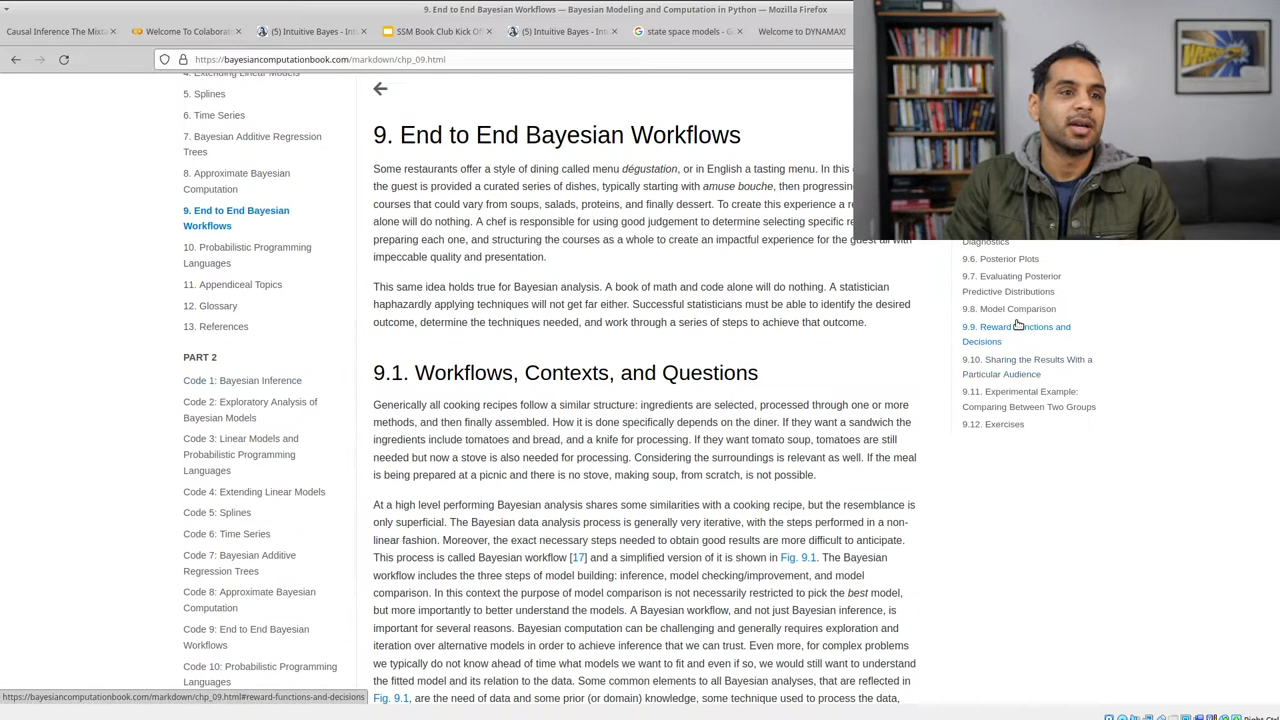 9. End to End Bayesian Workflows — Bayesian Modeling and Computation in Python — Mozilla Firefox
Causal Inference The Mixta
Welcome To Colaborat
(5) Intuitive Bayes - Int
SSM Book Club Kick O
(5) Intuitive Bayes - Int
state space models - G
Welcome to DYNAMAX!
https://bayesiancomputationbook.com/markdown/chp_09.html
4. Extending Linear Models
5. Splines
6. Time Series
7. Bayesian Additive Regression
Trees
8. Approximate Bayesian
Computation
9. End to End Bayesian
Workflows
10. Probabilistic Programming
Languages
11. Appendiceal Topics
12. Glossary
13. References
PART 2
Code 1: Bayesian Inference
Code 2: Exploratory Analysis of
Bayesian Models
Code 3: Linear Models and
Probabilistic Programming
Languages
Code 4: Extending Linear Models
Code 5: Splines
Code 6: Time Series
Code 7: Bayesian Additive
Regression Trees
Code 8: Approximate Bayesian
Computation
Code 9: End to End Bayesian
Workflows
Code 10: Probabilistic Programming
Languages
https://bayesiancomputationbook.com/markdown/chp_09.html#reward-functions-and-decisions
9. End to End Bayesian Workflows
Some restaurants offer a style of dining called menu dégustation, or in English a tasting menu. In this
the guest is provided a curated series of dishes, typically starting with amuse bouche, then progressing
courses that could vary from soups, salads, proteins, and finally dessert. To create this experience a
alone will do nothing. A chef is responsible for using good judgement to determine selecting specific
preparing each one, and structuring the courses as a whole to create an impactful experience for the guest all with
impeccable quality and presentation.
This same idea holds true for Bayesian analysis. A book of math and code alone will do nothing. A statistician
haphazardly applying techniques will not get far either. Successful statisticians must be able to identify the desired
outcome, determine the techniques needed, and work through a series of steps to achieve that outcome.
9.1. Workflows, Contexts, and Questions
Generically all cooking recipes follow a similar structure: ingredients are selected, processed through one or more
methods, and then finally assembled. How it is done specifically depends on the diner. If they want a sandwich the
ingredients include tomatoes and bread, and a knife for processing. If they want tomato soup, tomatoes are still
needed but now a stove is also needed for processing. Considering the surroundings is relevant as well. If the meal
is being prepared at a picnic and there is no stove, making soup, from scratch, is not possible.
At a high level performing Bayesian analysis shares some similarities with a cooking recipe, but the resemblance is
only superficial. The Bayesian data analysis process is generally very iterative, with the steps performed in a non-
linear fashion. Moreover, the exact necessary steps needed to obtain good results are more difficult to anticipate.
This process is called Bayesian workflow [17] and a simplified version of it is shown in Fig. 9.1. The Bayesian
workflow includes the three steps of model building: inference, model checking/improvement, and model
comparison. In this context the purpose of model comparison is not necessarily restricted to pick the best model,
but more importantly to better understand the models. A Bayesian workflow, and not just Bayesian inference, is
important for several reasons. Bayesian computation can be challenging and generally requires exploration and
iteration over alternative models in order to achieve inference that we can trust. Even more, for complex problems
we typically do not know ahead of time what models we want to fit and even if so, we would still want to understand
the fitted model and its relation to the data. Some common elements to all Bayesian analyses, that are reflected in
Fig. 9.1, are the need of data and some prior (or domain) knowledge, some technique used to process the data,
Diagnostics
9.6. Posterior Plots
9.7. Evaluating Posterior
Predictive Distributions
9.8. Model Comparison
9.9. Reward Functions and
Decisions
9.10. Sharing the Results With a
Particular Audience
9.11. Experimental Example:
Comparing Between Two Groups
9.12. Exercises
Right Ctrl